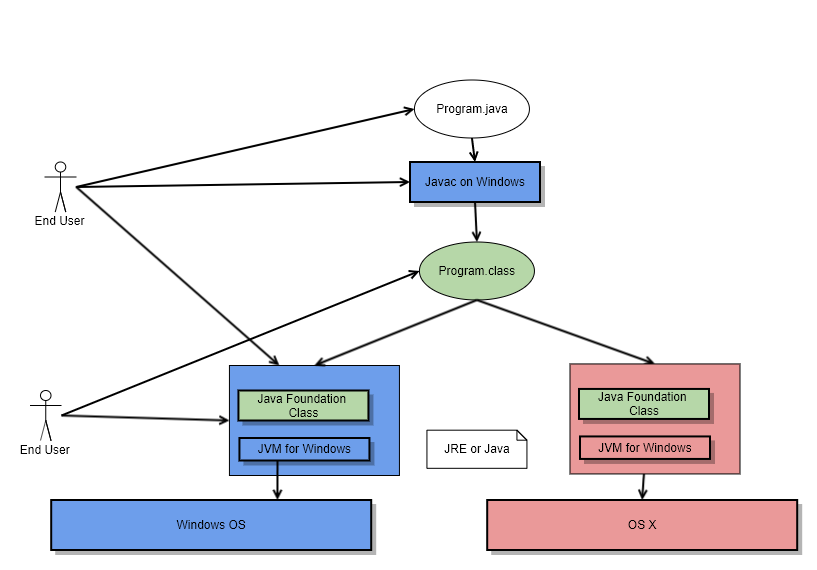 Program.java
Javac on Windows
End User
Program.class
Java Foundation
Class
JVM for Windows
End User
JRE or Java
Java Foundation
Class
JVM for Windows
Windows OS
OS X